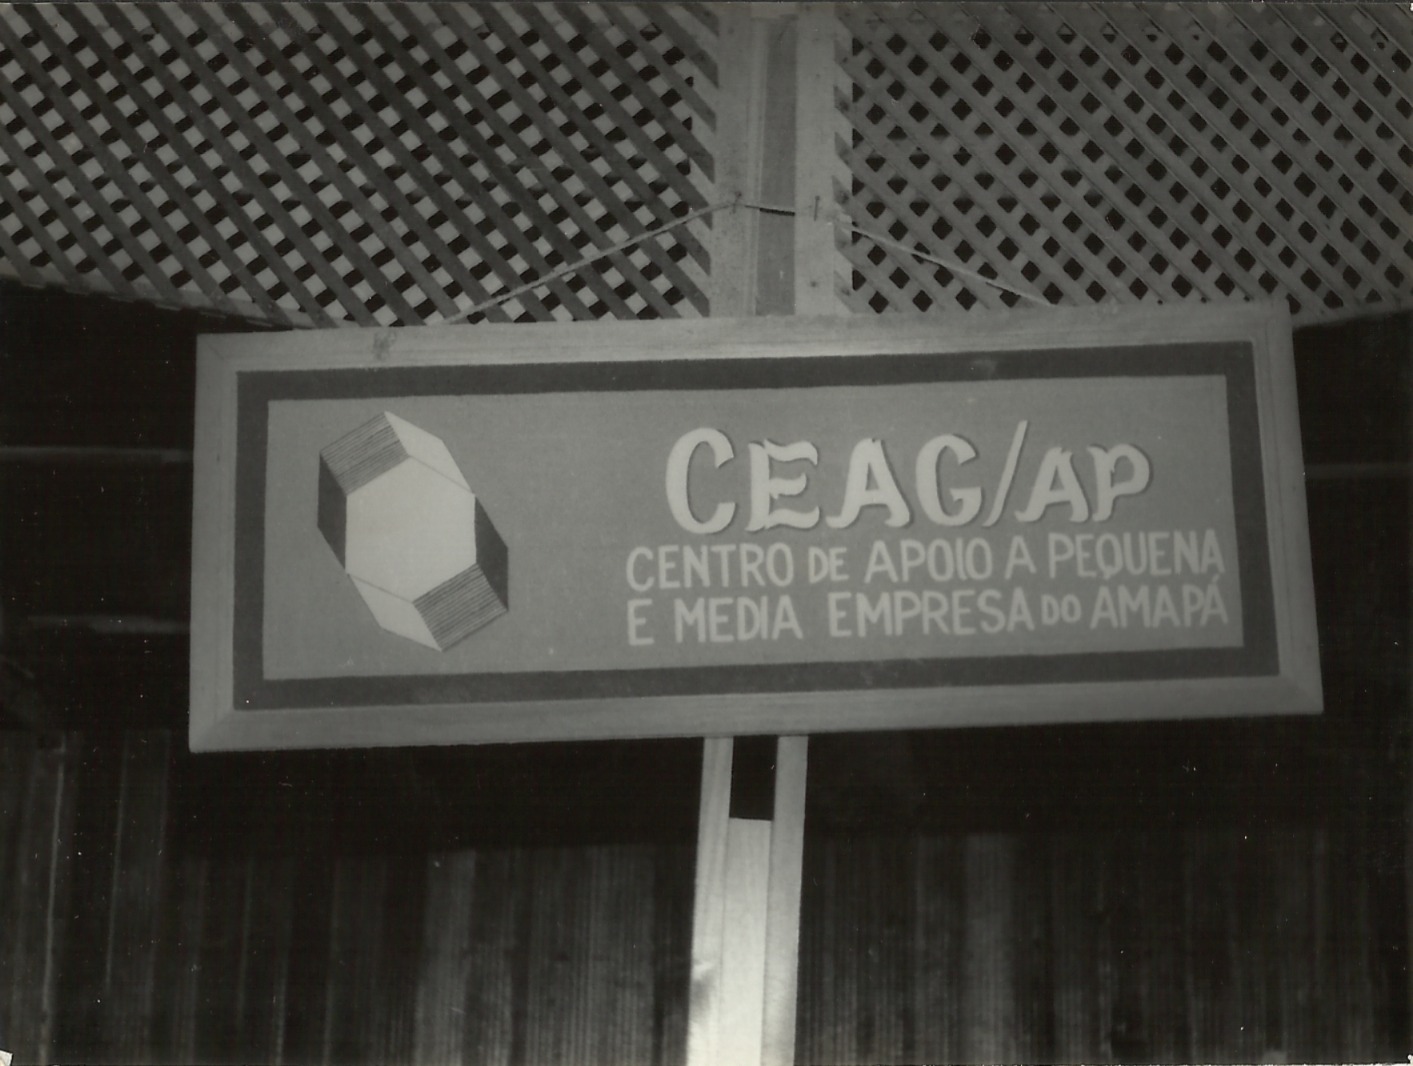 CEAG/AP
CENTRO DE APOIO A PEQUENA
E MEDIA EMPRESA DO AMAPÁ